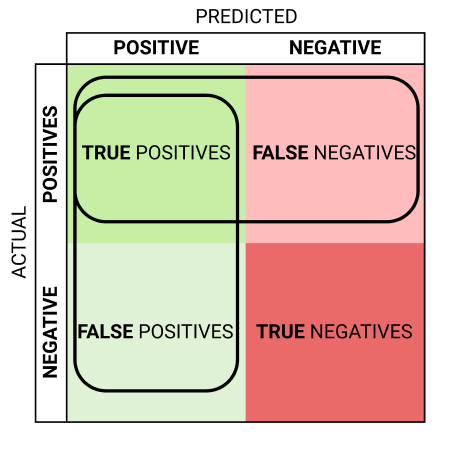 PREDICTED
POSITIVE NEGATIVE
ACTUAL
POSITIVES
TRUE POSITIVES FALSE NEGATIVES
NEGATIVE
FALSE POSITIVES TRUE NEGATIVES